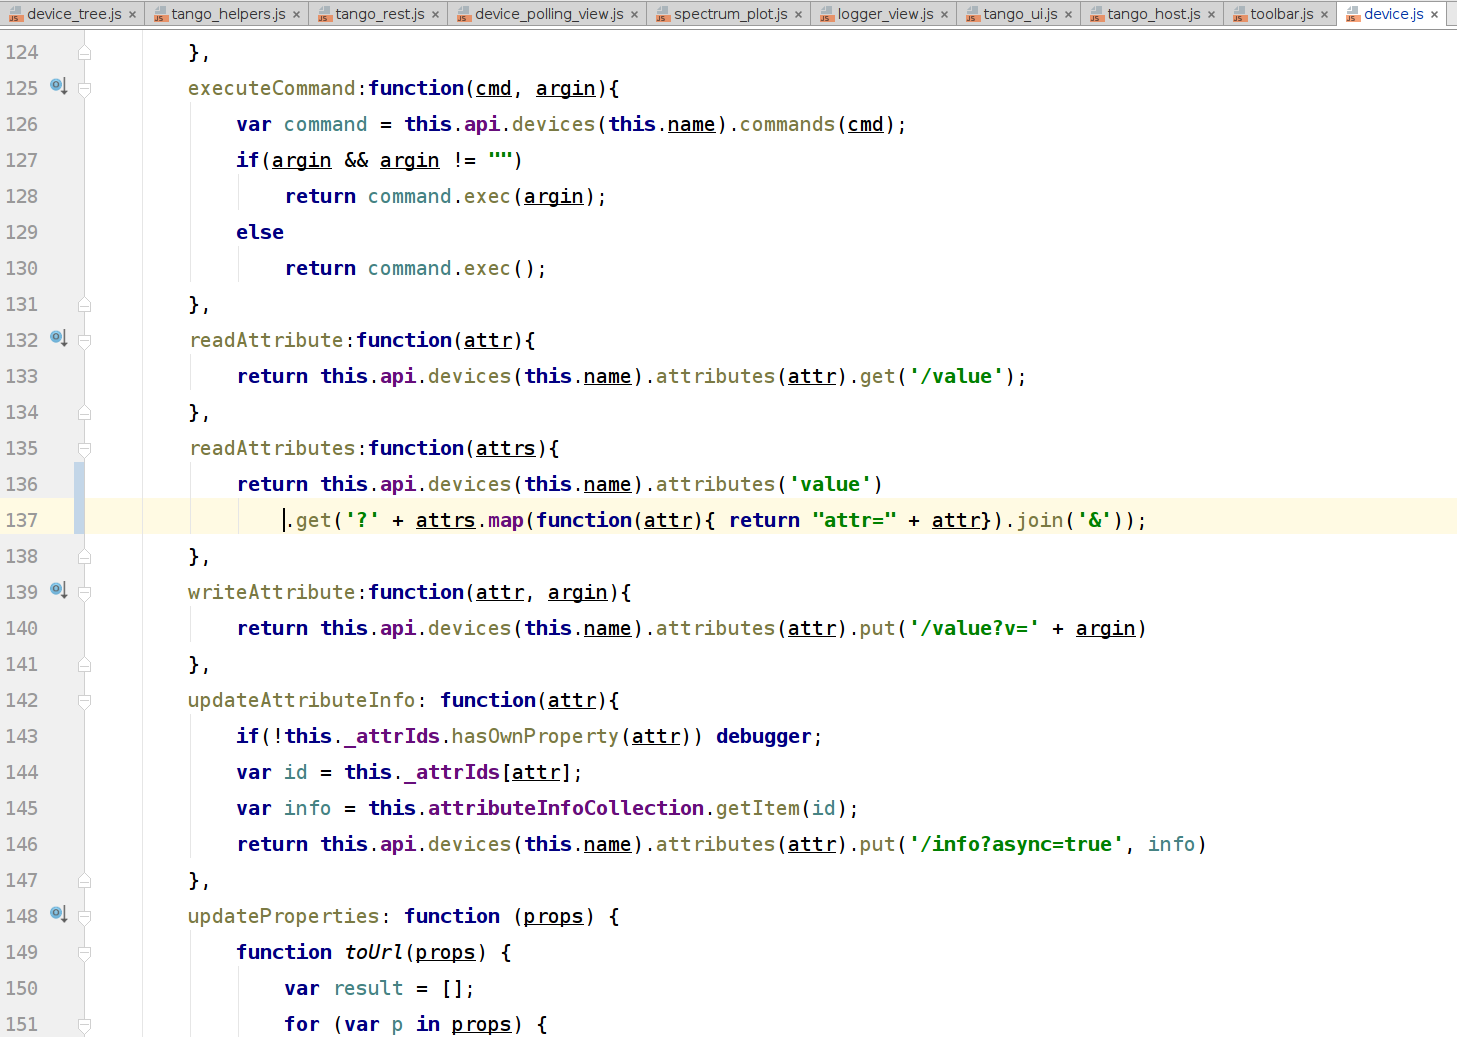 device_tree.js × tango_helpers.js × tango_rest.js × device_polling_view.js × spectrum_plot.js × logger_view.js × tango_ui.js × tango_host.js × toolbar.js × device.js ×
124 },
125 executeCommand:function(cmd, argin){
126 var command = this.api.devices(this.name).commands(cmd);
127 if(argin && argin != "")
128 return command.exec(argin);
129 else
130 return command.exec();
131 },
132 readAttribute:function(attr){
133 return this.api.devices(this.name).attributes(attr).get('/value');
134 },
135 readAttributes:function(attrs){
136 return this.api.devices(this.name).attributes('value')
137 .get('?' + attrs.map(function(attr){ return "attr=" + attr}).join('&'));
138 },
139 writeAttribute:function(attr, argin){
140 return this.api.devices(this.name).attributes(attr).put('/value?v=' + argin)
141 },
142 updateAttributeInfo: function(attr){
143 if(!this._attrIds.hasOwnProperty(attr)) debugger;
144 var id = this._attrIds[attr];
145 var info = this.attributeInfoCollection.getItem(id);
146 return this.api.devices(this.name).attributes(attr).put('/info?async=true', info)
147 },
148 updateProperties: function (props) {
149 function toUrl(props) {
150 var result = [];
151 for (var p in props) {